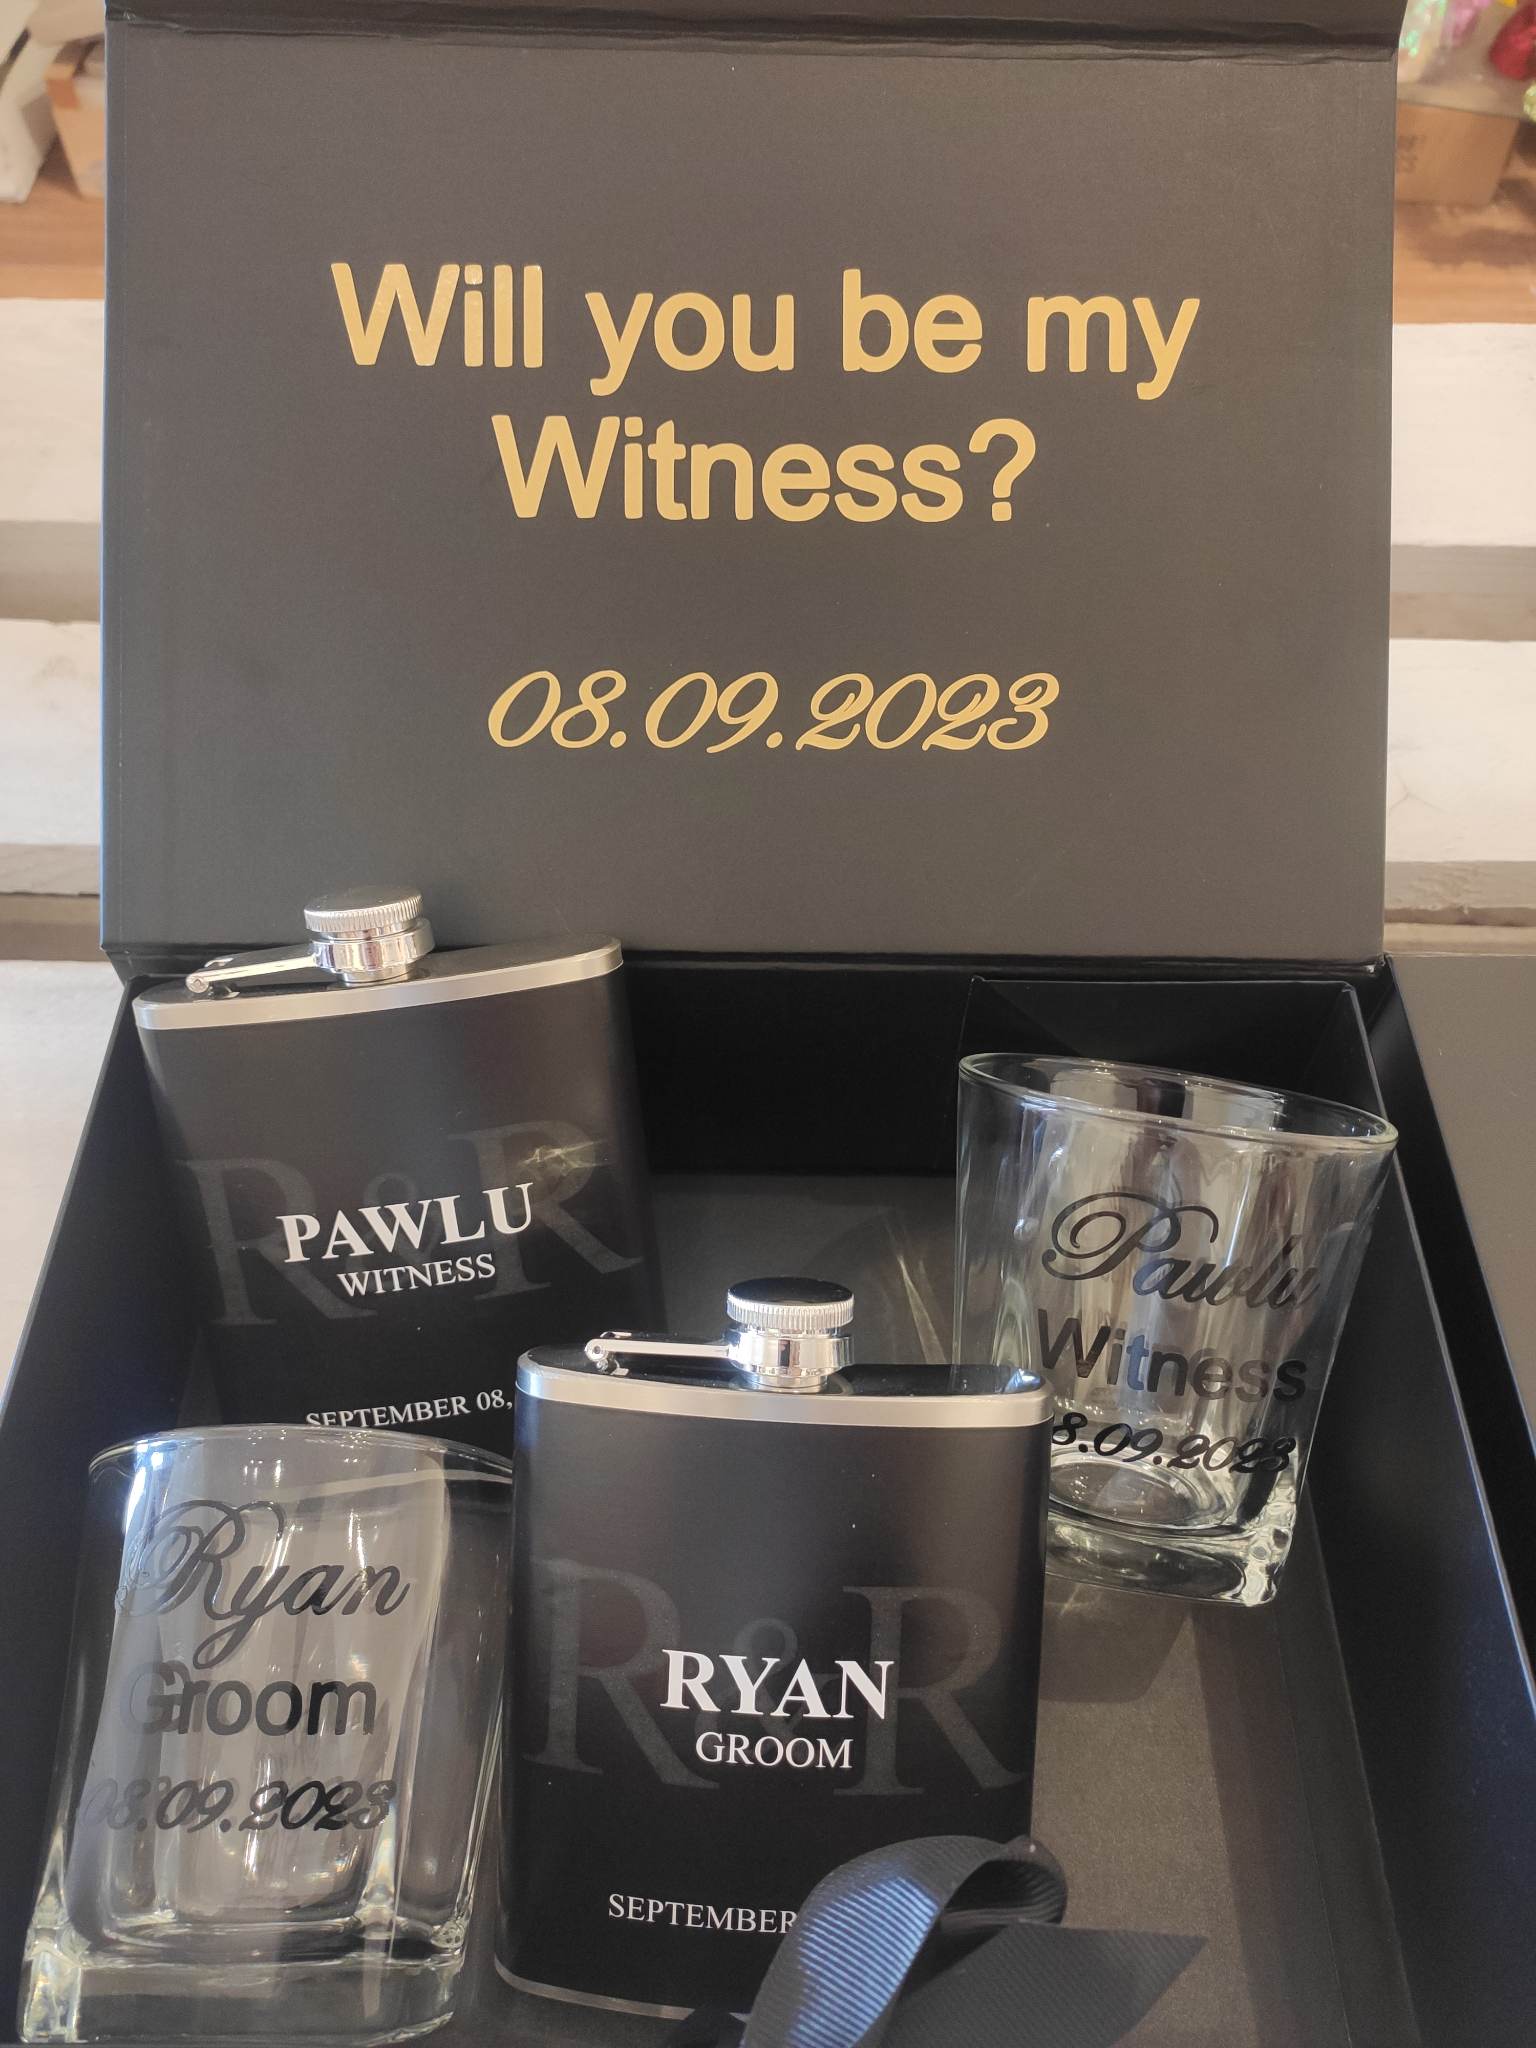 Will you be my
Witness?
08.09.2023
R&R
PAWLU
WITNESS
SEPTEMBER 08,
Pawlu
Witness
8.09.2023
Ryan
Groom
08.09.2023
R&R
RYAN
GROOM
SEPTEMBER